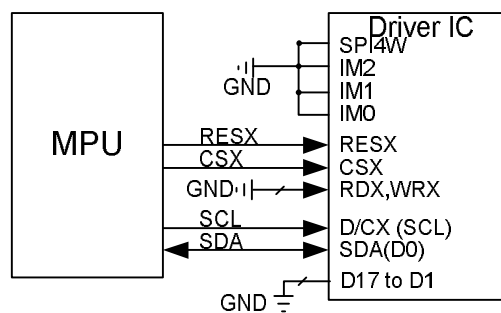 Driver IC
SPI4W
IM2
GND
IM1
IM0
MPU
RESX
RESX
CSX
CSX
GND
RDX,WRX
SCL
D/CX (SCL)
SDA
SDA(D0)
D17 to D1
GND